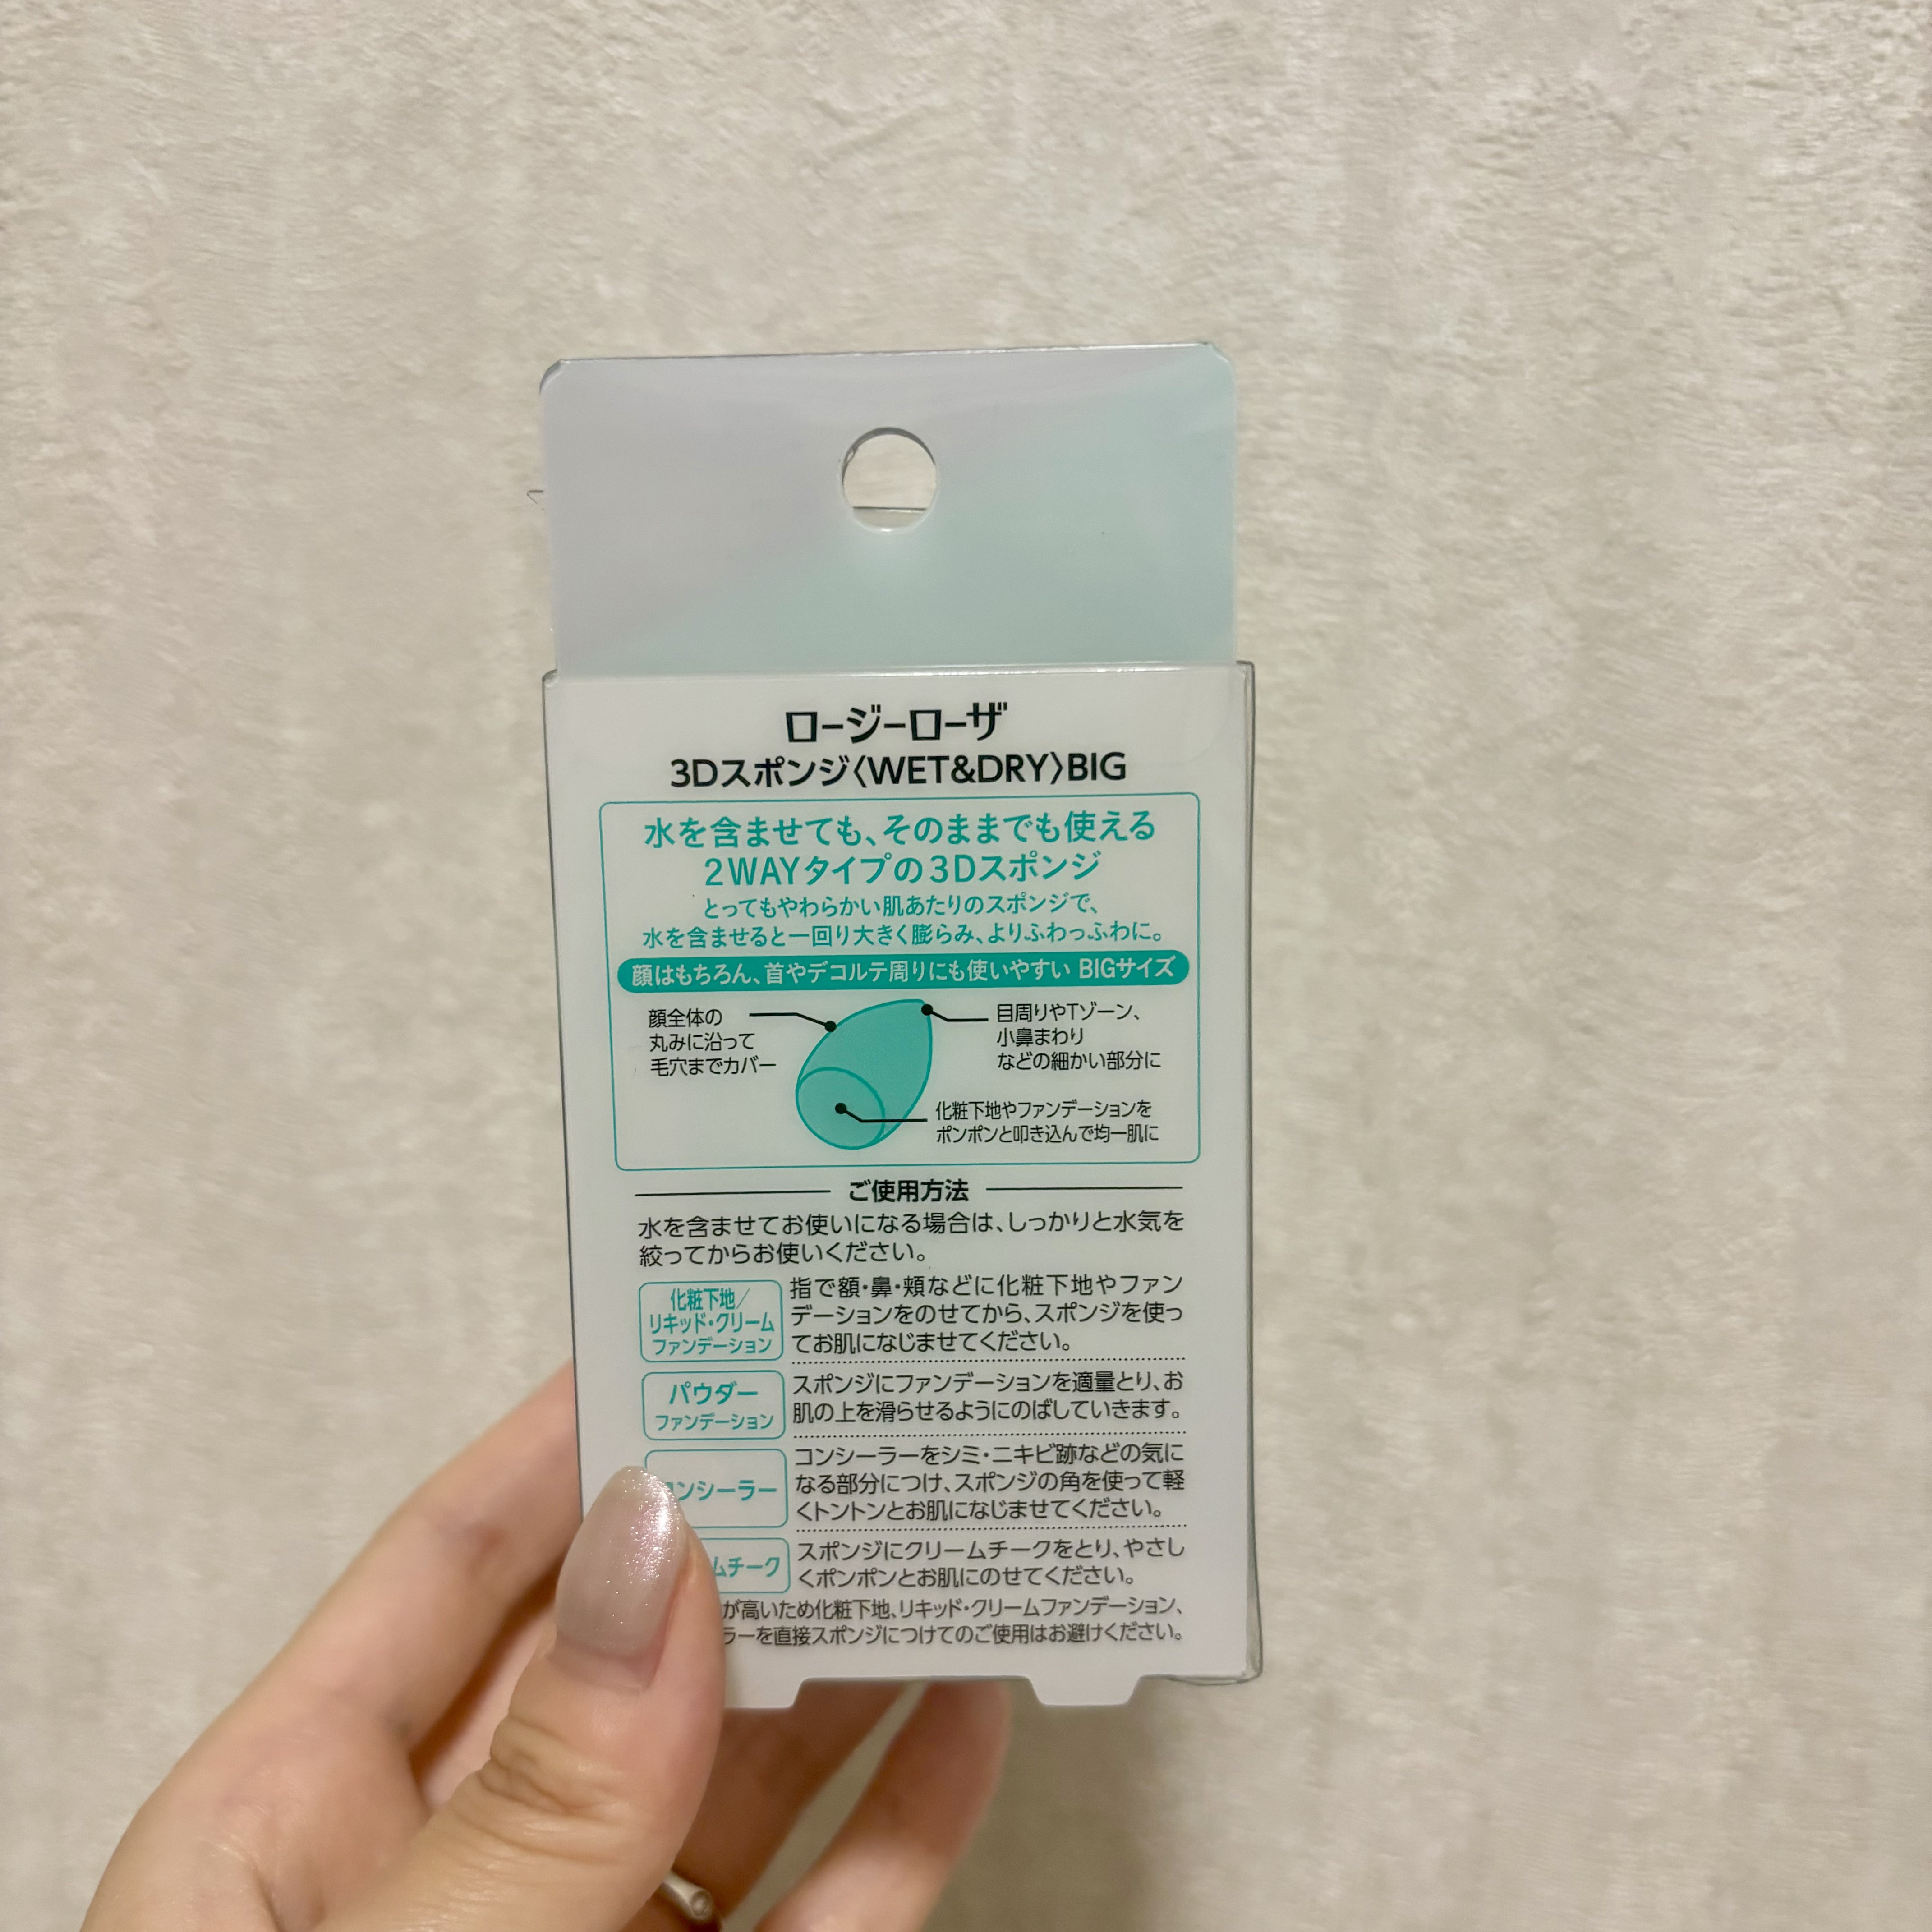 ロージーローザ
3Dスポンジ〈WET&DRY〉BIG
水を含ませても、そのままでも使える
2WAYタイプの3Dスポンジ
とってもやわらかい肌あたりのスポンジで、
水を含ませると一回り大きく膨らみ、よりふわっふわに。
顔はもちろん、首やデコルテ周りにも使いやすい BIGサイズ
顔全体の
丸みに沿って
毛穴までカバー
目周りやTゾーン、
小鼻まわり
などの細かい部分に
化粧下地やファンデーションを
ポンポンと叩き込んで均一肌に
ご使用方法
水を含ませてお使いになる場合は、しっかりと水気を
絞ってからお使いください。
化粧下地/
リキッド・クリーム
ファンデーション
指で額・鼻・頬などに化粧下地やファン
デーションをのせてから、スポンジを使っ
てお肌になじませてください。
パウダー
ファンデーション
スポンジにファンデーションを適量とり、お
肌の上を滑らせるようにのばしていきます。
ンシーラー
コンシーラーをシミ・ニキビ跡などの気に
なる部分につけ、スポンジの角を使って軽
くトントンとお肌になじませてください。
ムチーク
スポンジにクリームチークをとり、やさし
くポンポンとお肌にのせてください。
が高いため化粧下地、リキッド・クリームファンデーション、
ラーを直接スポンジにつけてのご使用はお避けください。